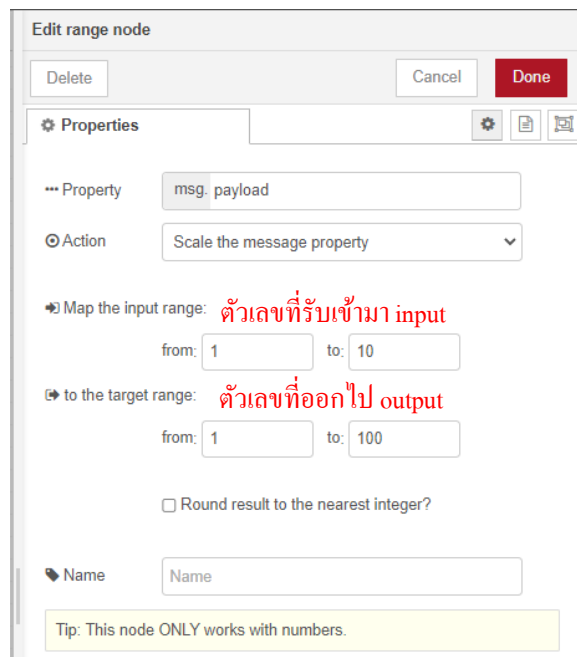 Edit range node
Delete Cancel Done
Properties
Property msg. payload
Action Scale the message property
Map the input range: ตัวเลขที่รับเข้ามา input
from: 1 to: 10
to the target range: ตัวเลขที่ออกไป output
from: 1 to: 100
Round result to the nearest integer?
Name Name
Tip: This node ONLY works with numbers.